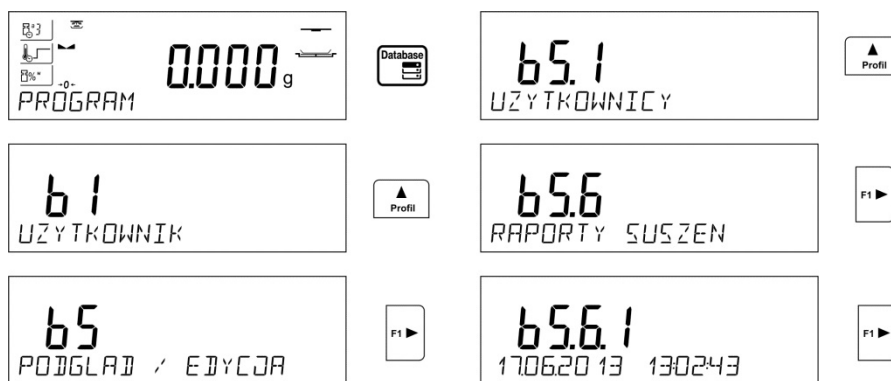 0.000 g
PROGRAM
Database
b1
UZYTKOWNIK
Profil
b5
PODGLAD / EDYCJA
F1
b5.1
UZYTKOWNICY
Profil
b5.6
RAPORTY SUSZEN
F1
b5.6.1
17.06.2013 13:02:43
F1